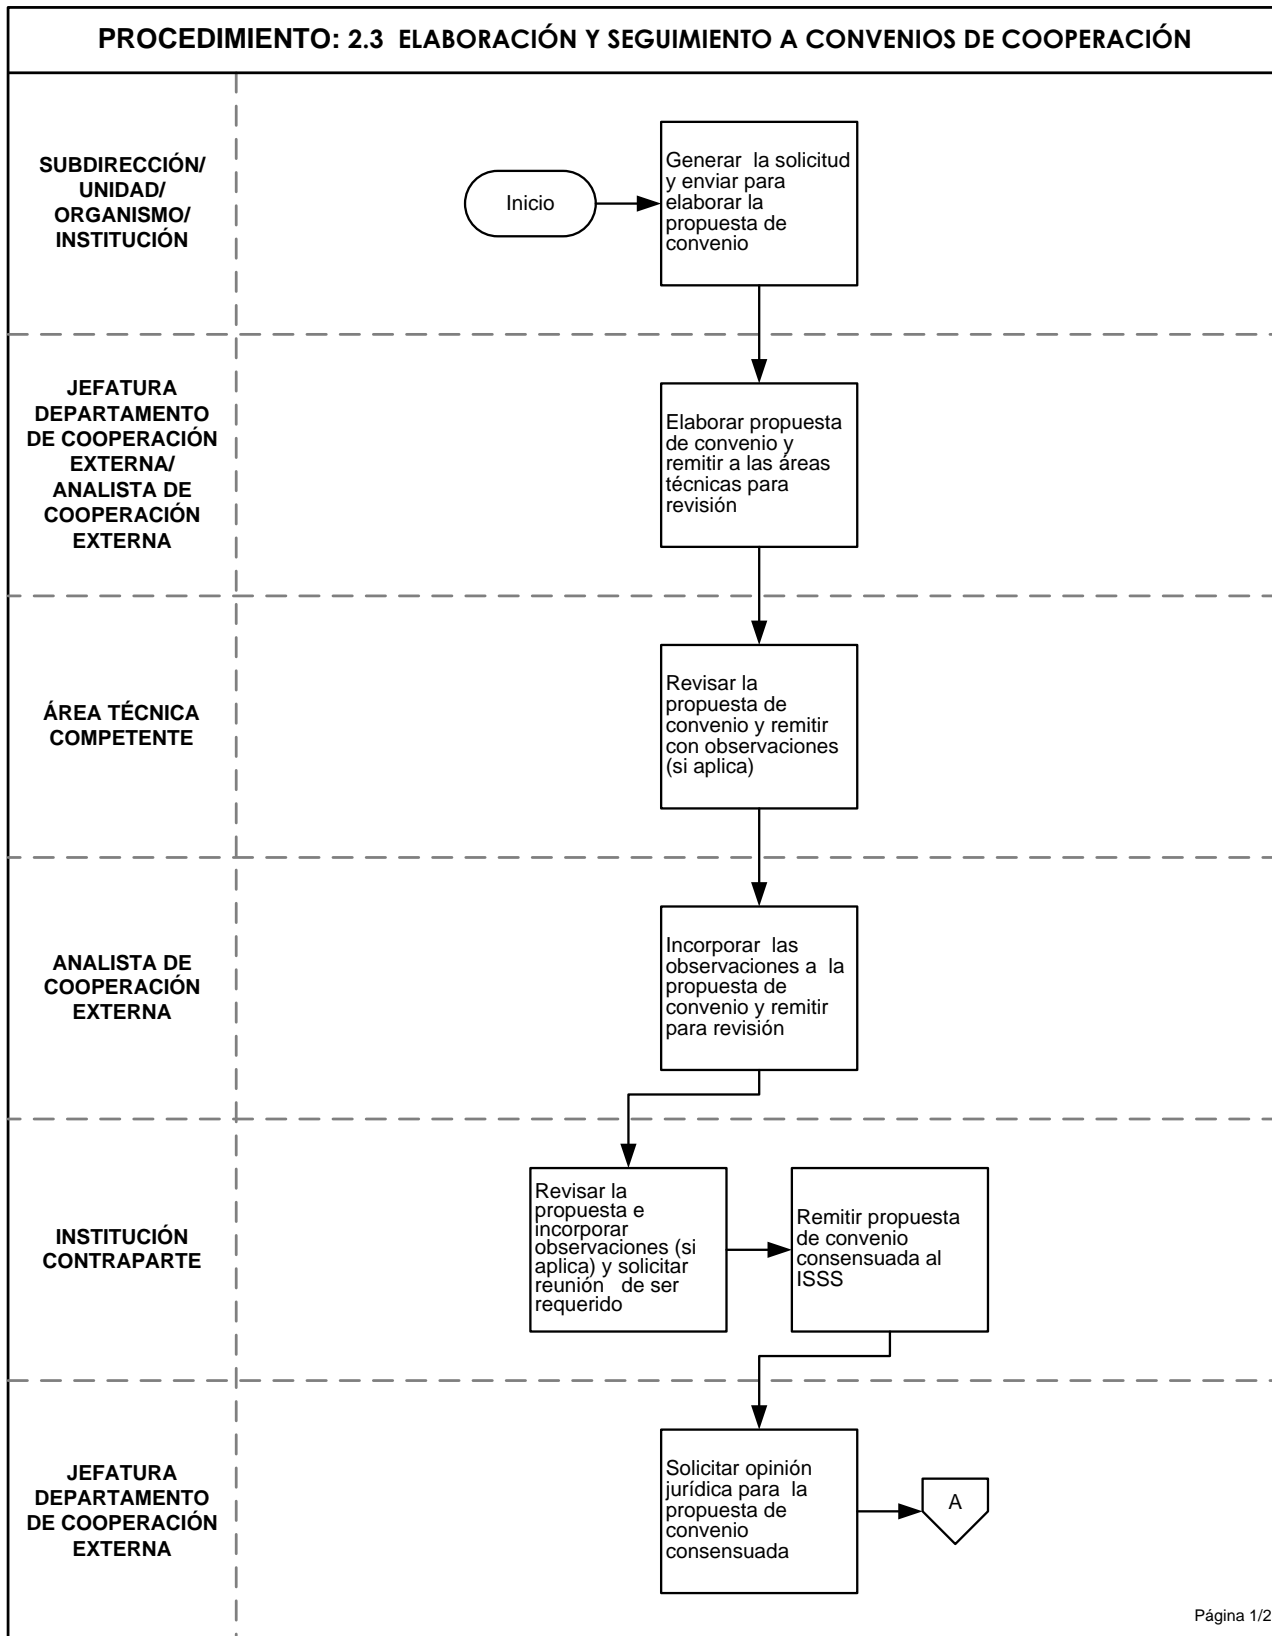 PROCEDIMIENTO: 2.3 ELABORACIÓN Y SEGUIMIENTO A CONVENIOS DE COOPERACIÓN
SUBDIRECCIÓN/
UNIDAD/
ORGANISMO/
INSTITUCIÓN
Inicio
Generar la solicitud
y enviar para
elaborar la
propuesta de
convenio
JEFATURA
DEPARTAMENTO
DE COOPERACIÓN
EXTERNA/
ANALISTA DE
COOPERACIÓN
EXTERNA
Elaborar propuesta
de convenio y
remitir a las áreas
técnicas para
revisión
ÁREA TÉCNICA
COMPETENTE
Revisar la
propuesta de
convenio y remitir
con observaciones
(si aplica)
ANALISTA DE
COOPERACIÓN
EXTERNA
Incorporar las
observaciones a la
propuesta de
convenio y remitir
para revisión
INSTITUCIÓN
CONTRAPARTE
Revisar la
propuesta e
incorporar
observaciones (si
aplica) y solicitar
reunión de ser
requerido
Remitir propuesta
de convenio
consensuada al
ISSS
JEFATURA
DEPARTAMENTO
DE COOPERACIÓN
EXTERNA
Solicitar opinión
jurídica para la
propuesta de
convenio
consensuada
A
Página 1/2